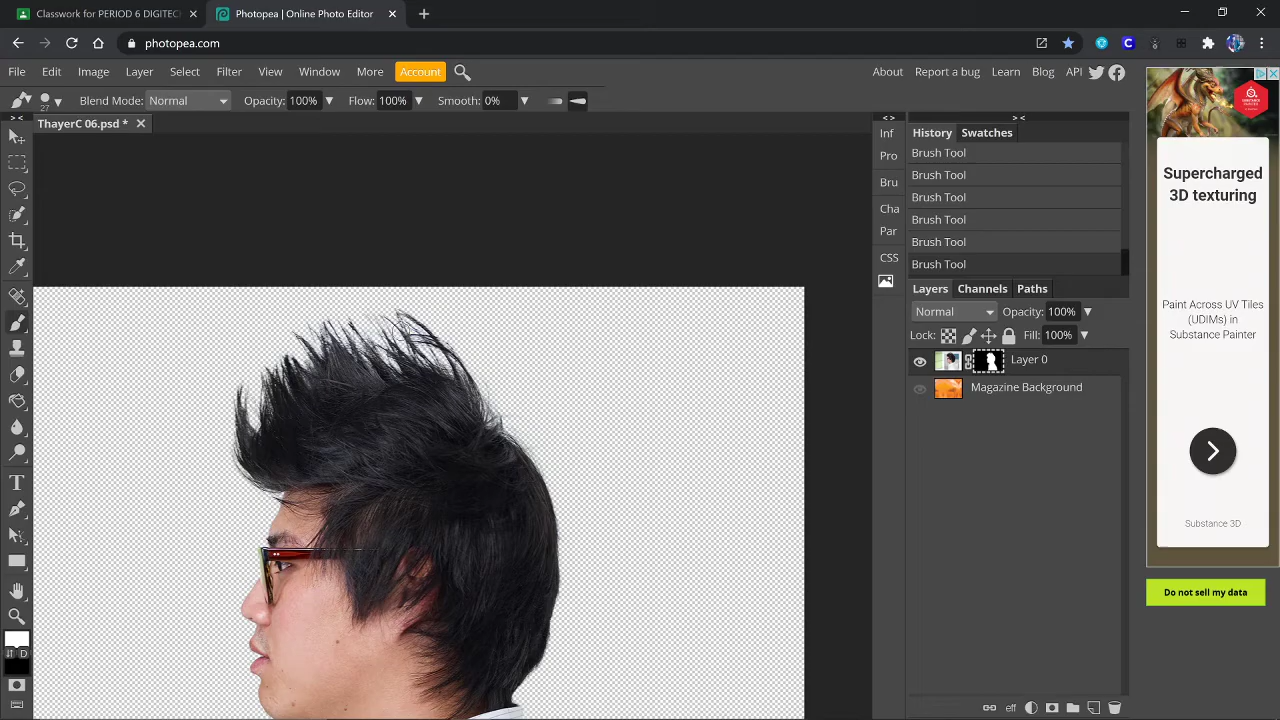 Classwork for PERIOD 6 DIGITECH
Photopea | Online Photo Editor
photopea.com
File Edit Image Layer Select Filter View Window More Account
About Report a bug Learn Blog API
27 Blend Mode: Normal Opacity: 100% Flow: 100% Smooth: 0%
ThayerC 06.psd *
Inf
Pro
Bru
Cha
Par
CSS
History Swatches
Brush Tool
Brush Tool
Brush Tool
Brush Tool
Brush Tool
Brush Tool
Layers Channels Paths
Normal Opacity: 100%
Lock: Fill: 100%
Layer 0
Magazine Background
eff
D
Supercharged
3D texturing
Paint Across UV Tiles
(UDIMs) in
Substance Painter
Substance 3D
Do not sell my data